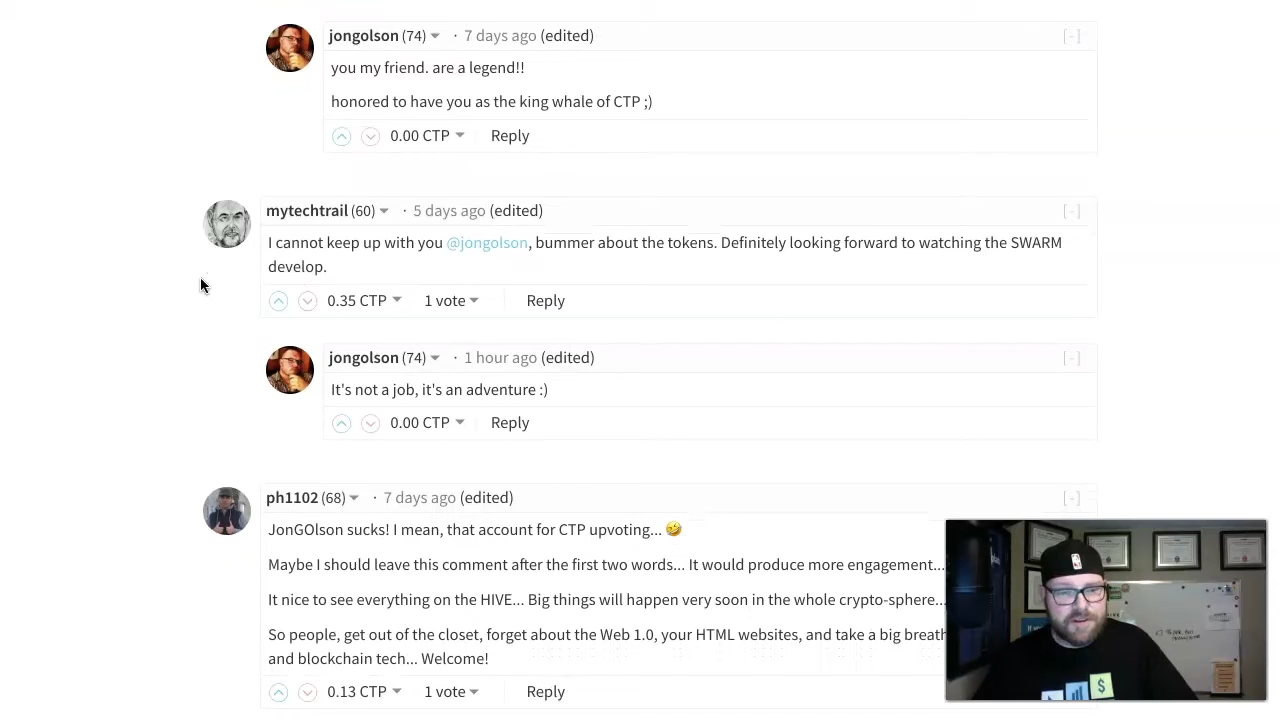 jongolson (74) · 7 days ago (edited) [-]
you my friend. are a legend!!
honored to have you as the king whale of CTP ;)
0.00 CTP Reply
mytechtrail (60) · 5 days ago (edited) [-]
I cannot keep up with you @jongolson, bummer about the tokens. Definitely looking forward to watching the SWARM
develop.
0.35 CTP 1 vote Reply
jongolson (74) · 1 hour ago (edited) [-]
It's not a job, it's an adventure :)
0.00 CTP Reply
ph1102 (68) · 7 days ago (edited) [-]
JonGOlson sucks! I mean, that account for CTP upvoting... 🤣
Maybe I should leave this comment after the first two words... It would produce more engagement...
It nice to see everything on the HIVE... Big things will happen very soon in the whole crypto-sphere...
So people, get out of the closet, forget about the Web 1.0, your HTML websites, and take a big breath
and blockchain tech... Welcome!
0.13 CTP 1 vote Reply
$